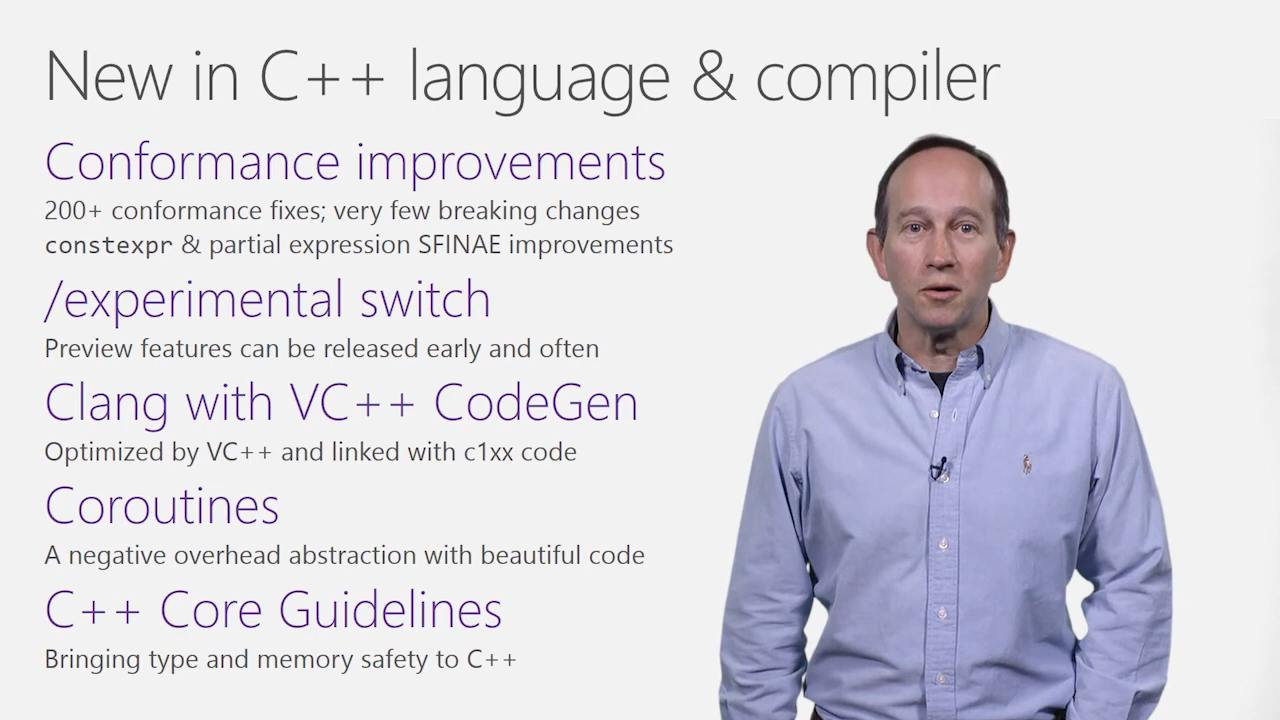 New in C++ language & compiler
Conformance improvements
200+ conformance fixes; very few breaking changes
constexpr & partial expression SFINAE improvements
/experimental switch
Preview features can be released early and often
Clang with VC++ CodeGen
Optimized by VC++ and linked with c1xx code
Coroutines
A negative overhead abstraction with beautiful code
C++ Core Guidelines
Bringing type and memory safety to C++